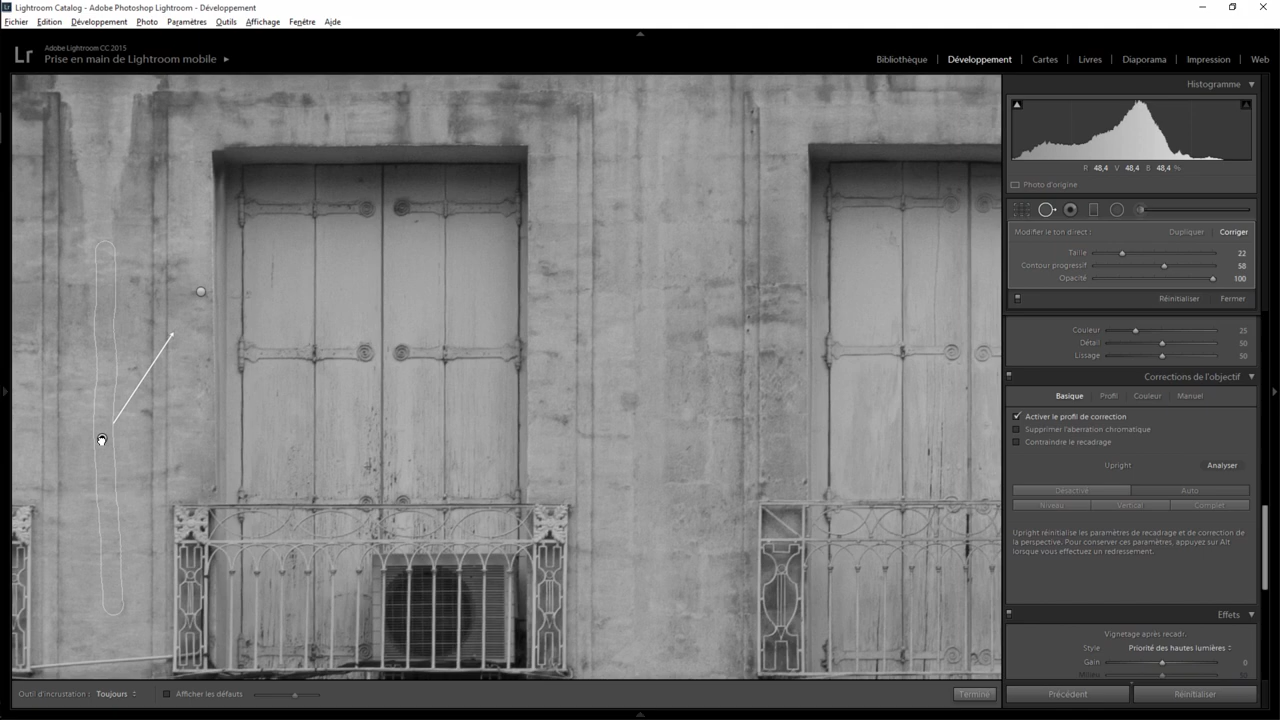 Lightroom Catalog - Adobe Photoshop Lightroom - Développement
Fichier Edition Développement Photo Paramètres Outils Affichage Fenêtre Aide
Lr
Adobe Lightroom CC 2015
Prise en main de Lightroom mobile
Bibliothèque Développement Cartes Livres Diaporama Impression Web
Histogramme
R 48,4 V 48,4 B 48,4 %
Photo d'origine
Modifier le ton direct : Dupliquer Corriger
Taille 22
Contour progressif 58
Opacité 100
Réinitialiser Fermer
Couleur 25
Détail 50
Lissage 50
Corrections de l'objectif
Basique Profil Couleur Manuel
Activer le profil de correction
Supprimer l'aberration chromatique
Contraindre le recadrage
Upright Analyser
Désactivé Auto
Niveau Vertical Complet
Upright réinitialise les paramètres de recadrage et de correction de
la perspective. Pour conserver ces paramètres, appuyez sur Alt
lorsque vous effectuez un redressement.
Effets
Vignetage après recadr.
Style Priorité des hautes lumières
Gain 0
Milieu 50
Outil d'incrustation : Toujours Afficher les défauts Terminé
Précédent Réinitialiser